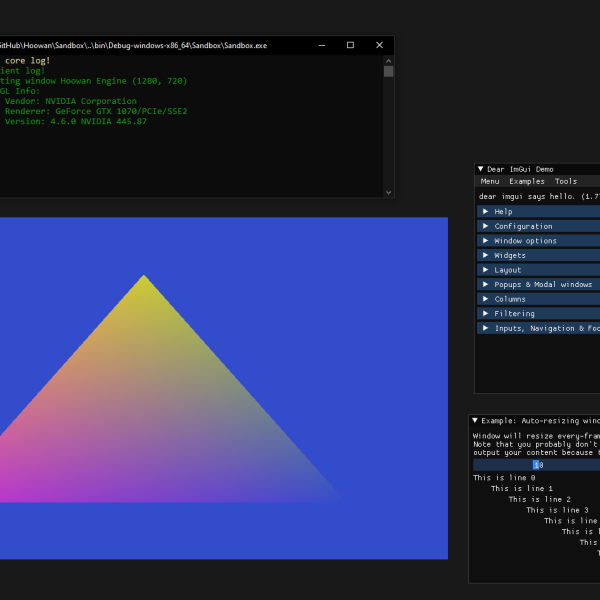 GitHub\Hoowan\Sandbox\..\bin\Debug-windows-x86_64\Sandbox\Sandbox.exe
core log!
ient log!
ting window Hoowan Engine (1280, 720)
GL Info:
Vendor: NVIDIA Corporation
Renderer: GeForce GTX 1070/PCIe/SSE2
Version: 4.6.0 NVIDIA 445.87
Dear ImGui Demo
Menu Examples Tools
dear imgui says hello. (1.7
Help
Configuration
Window options
Widgets
Layout
Popups & Modal windows
Columns
Filtering
Inputs, Navigation & Foc
Example: Auto-resizing wind
Window will resize every-fram
Note that you probably don't
output your content because
10
This is line 0
This is line 1
This is line 2
This is line 3
This is line
This is l
This